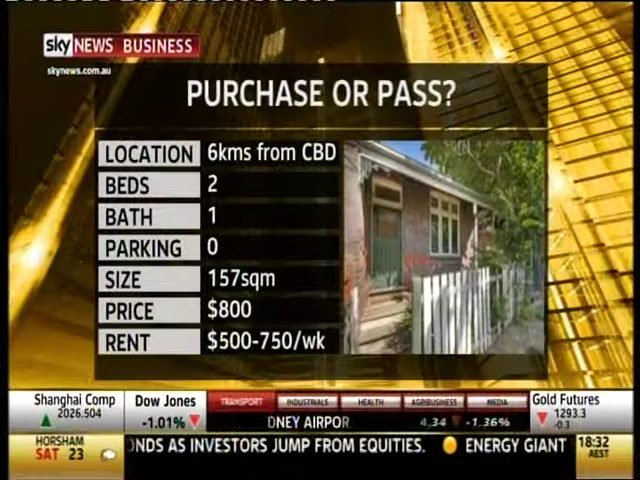 sky NEWS BUSINESS
skynews.com.au
PURCHASE OR PASS?
LOCATION 6kms from CBD
BEDS 2
BATH 1
PARKING 0
SIZE 157sqm
PRICE $800
RENT $500-750/wk
Shanghai Comp
2026.504
Dow Jones
-1.01%
TRANSPORT INDUSTRIALS HEALTH AGRIBUSINESS MEDIA
DNEY AIRPOR 4.34 -1.36%
Gold Futures
1293.3
-0.3
HORSHAM
SAT 23
ONDS AS INVESTORS JUMP FROM EQUITIES. ENERGY GIANT
18:32
AEST